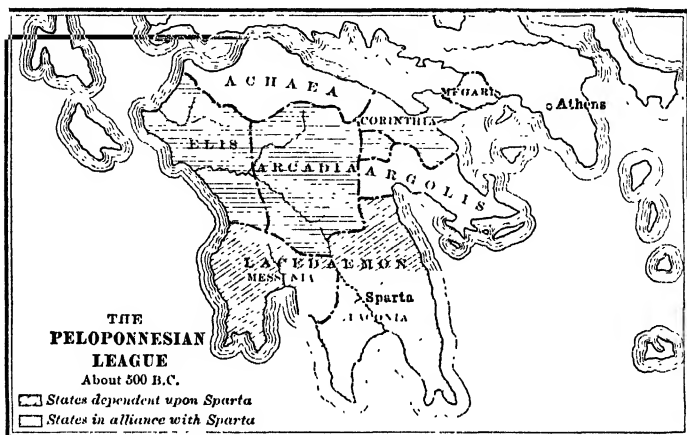 ACHAEA
MEGARIS
Athens
CORINTHIA
ELIS
ARCADIA
ARGOLIS
LACEDAEMON
MESSENIA
Sparta
LACONIA
THE
PELOPONNESIAN
LEAGUE
About 500 B.C.
States dependent upon Sparta
States in alliance with Sparta